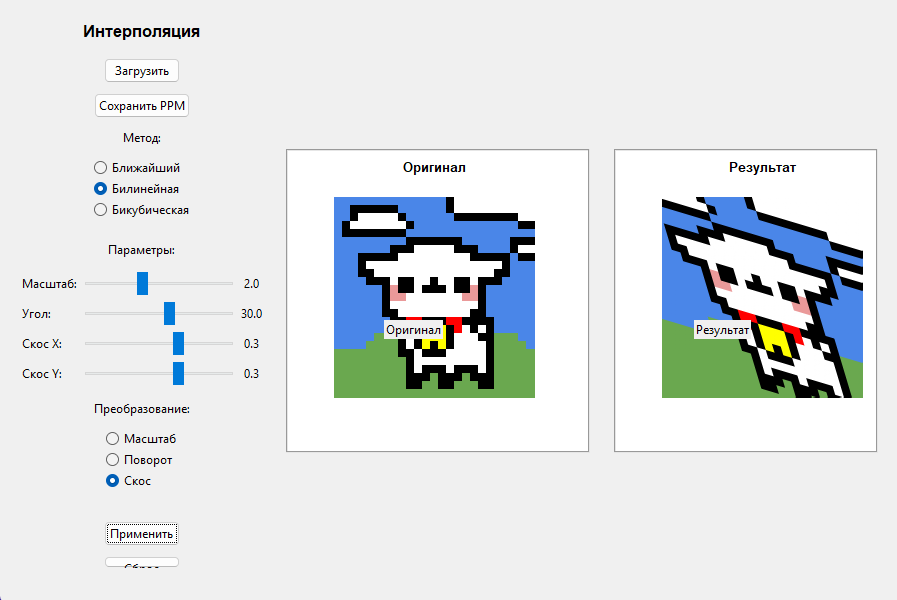 Интерполяция
Загрузить
Сохранить PPM
Метод:
Ближайший
Билинейная
Бикубическая
Параметры:
Масштаб: 2.0
Угол: 30.0
Скос X: 0.3
Скос Y: 0.3
Преобразование:
Масштаб
Поворот
Скос
Применить
Оригинал
Оригинал
Результат
Результат